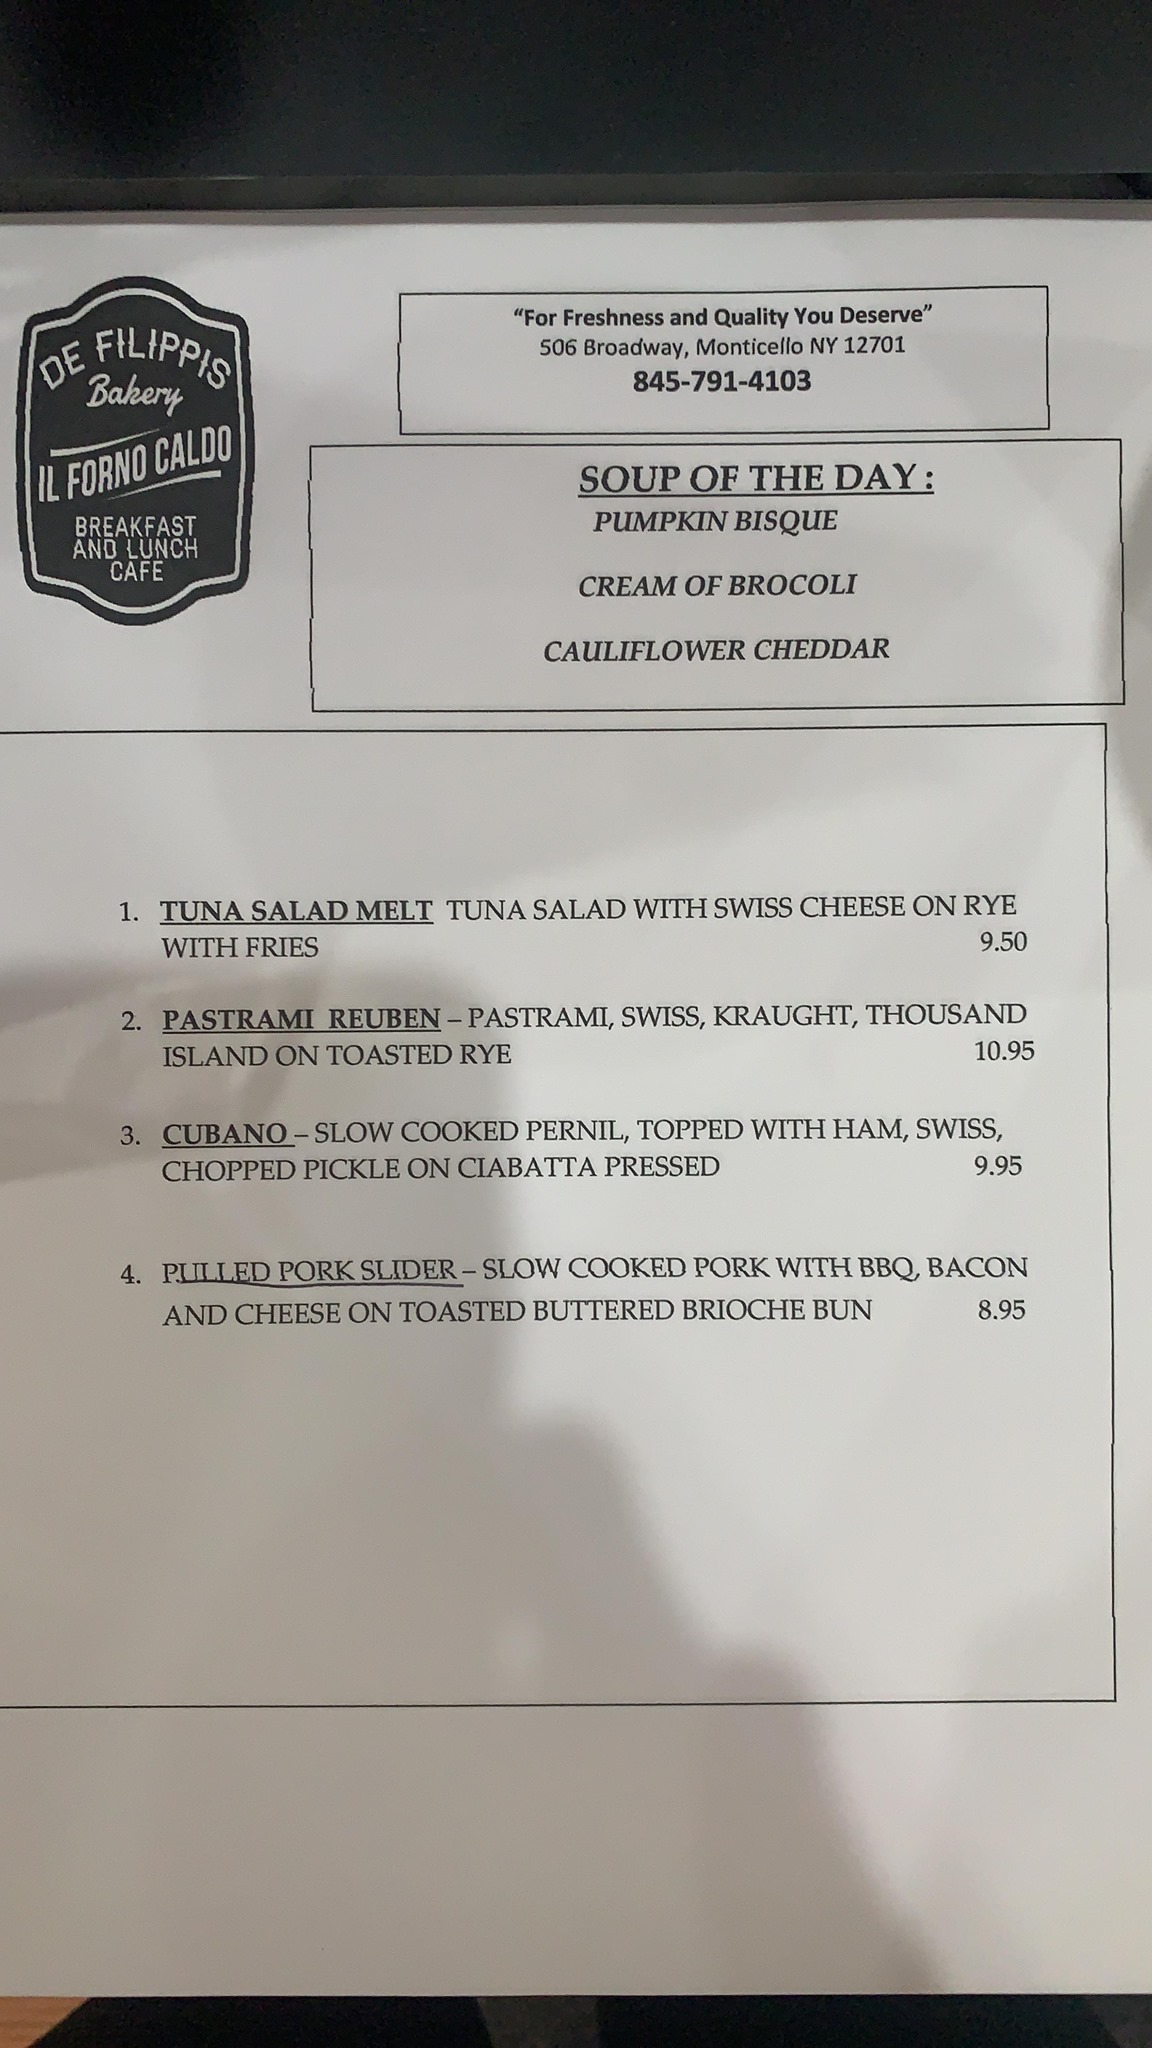 DE FILIPPIS
Bakery
IL FORNO CALDO
BREAKFAST
AND LUNCH
CAFE
“For Freshness and Quality You Deserve”
506 Broadway, Monticello NY 12701
845-791-4103
SOUP OF THE DAY :
PUMPKIN BISQUE
CREAM OF BROCOLI
CAULIFLOWER CHEDDAR
1. TUNA SALAD MELT TUNA SALAD WITH SWISS CHEESE ON RYE
WITH FRIES 9.50
2. PASTRAMI REUBEN – PASTRAMI, SWISS, KRAUGHT, THOUSAND
ISLAND ON TOASTED RYE 10.95
3. CUBANO – SLOW COOKED PERNIL, TOPPED WITH HAM, SWISS,
CHOPPED PICKLE ON CIABATTA PRESSED 9.95
4. PULLED PORK SLIDER – SLOW COOKED PORK WITH BBQ, BACON
AND CHEESE ON TOASTED BUTTERED BRIOCHE BUN 8.95